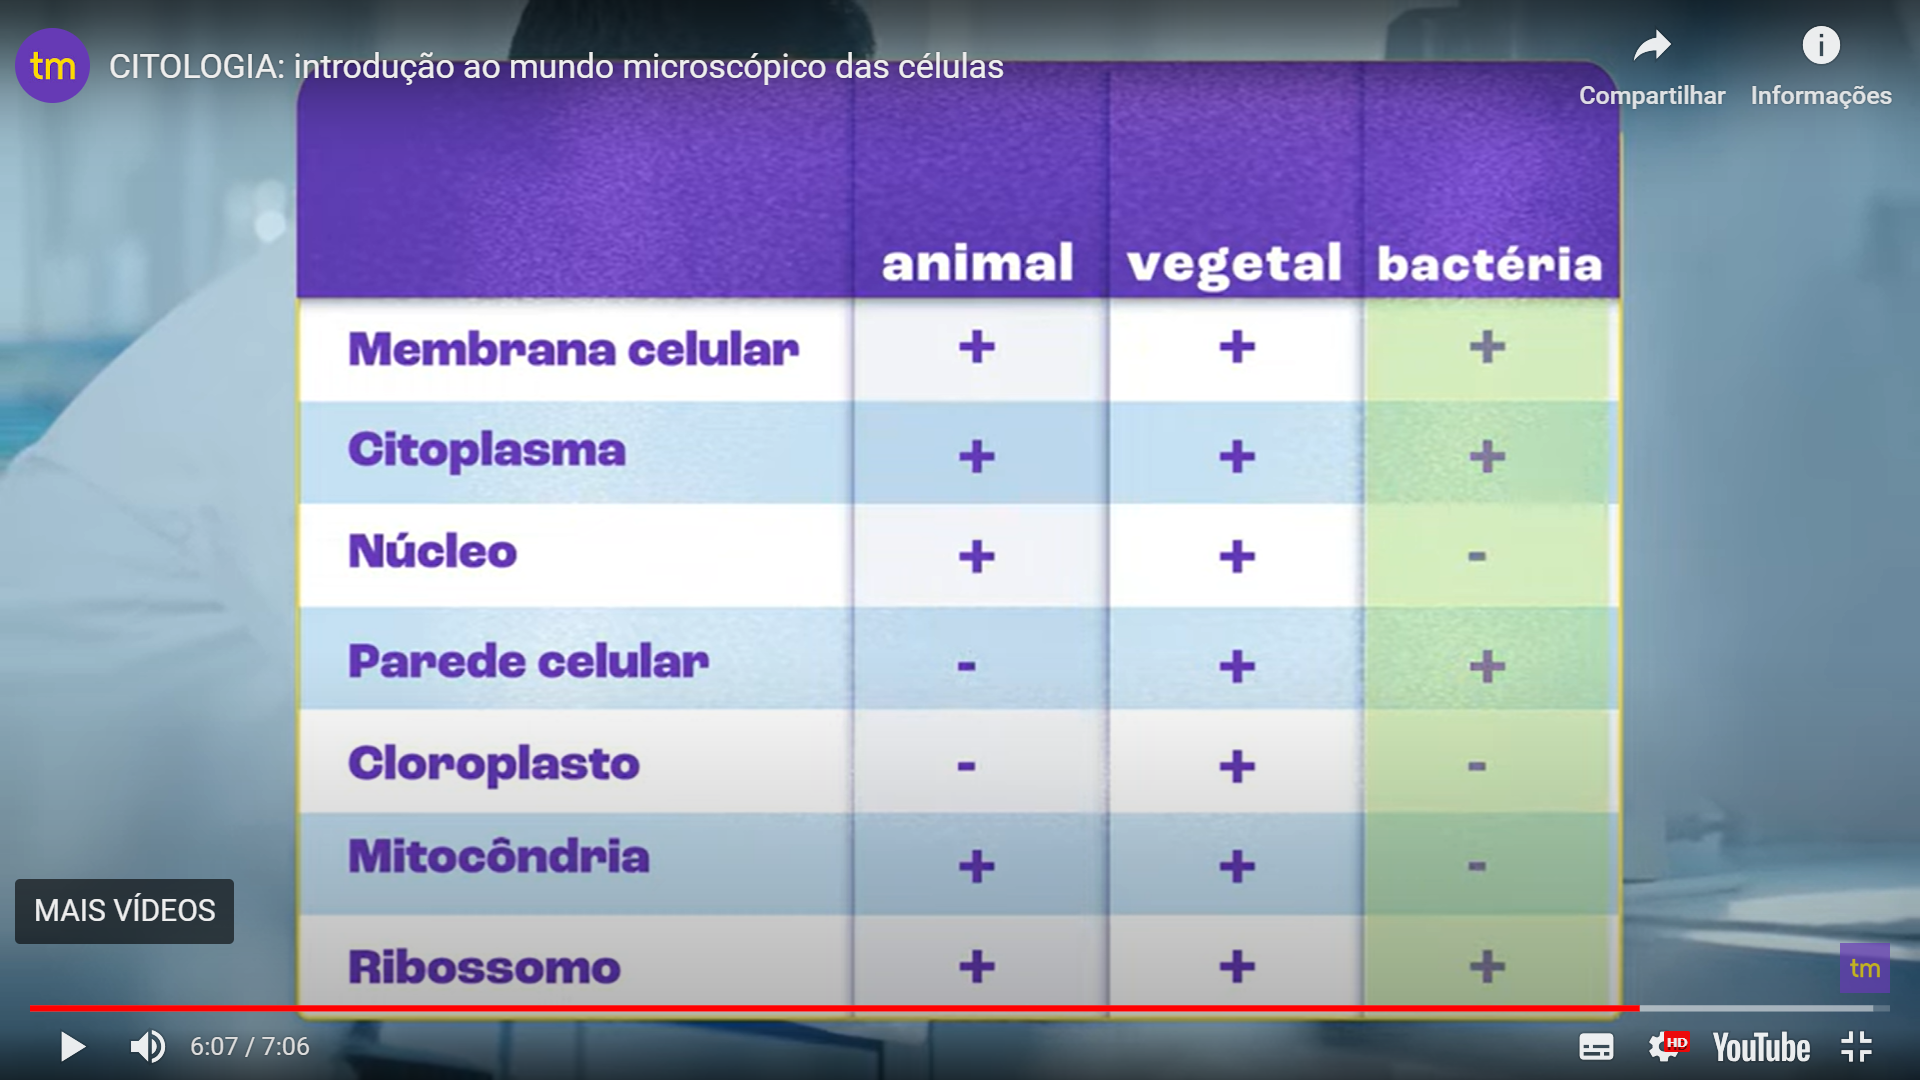 tm
CITOLOGIA: introdução ao mundo microscópico das células
Compartilhar
Informações
animal vegetal bactéria
Membrana celular + + +
Citoplasma + + +
Núcleo + + -
Parede celular - + +
Cloroplasto - + -
Mitocôndria + + -
Ribossomo + + +
MAIS VÍDEOS
tm
6:07 / 7:06
HD
YouTube